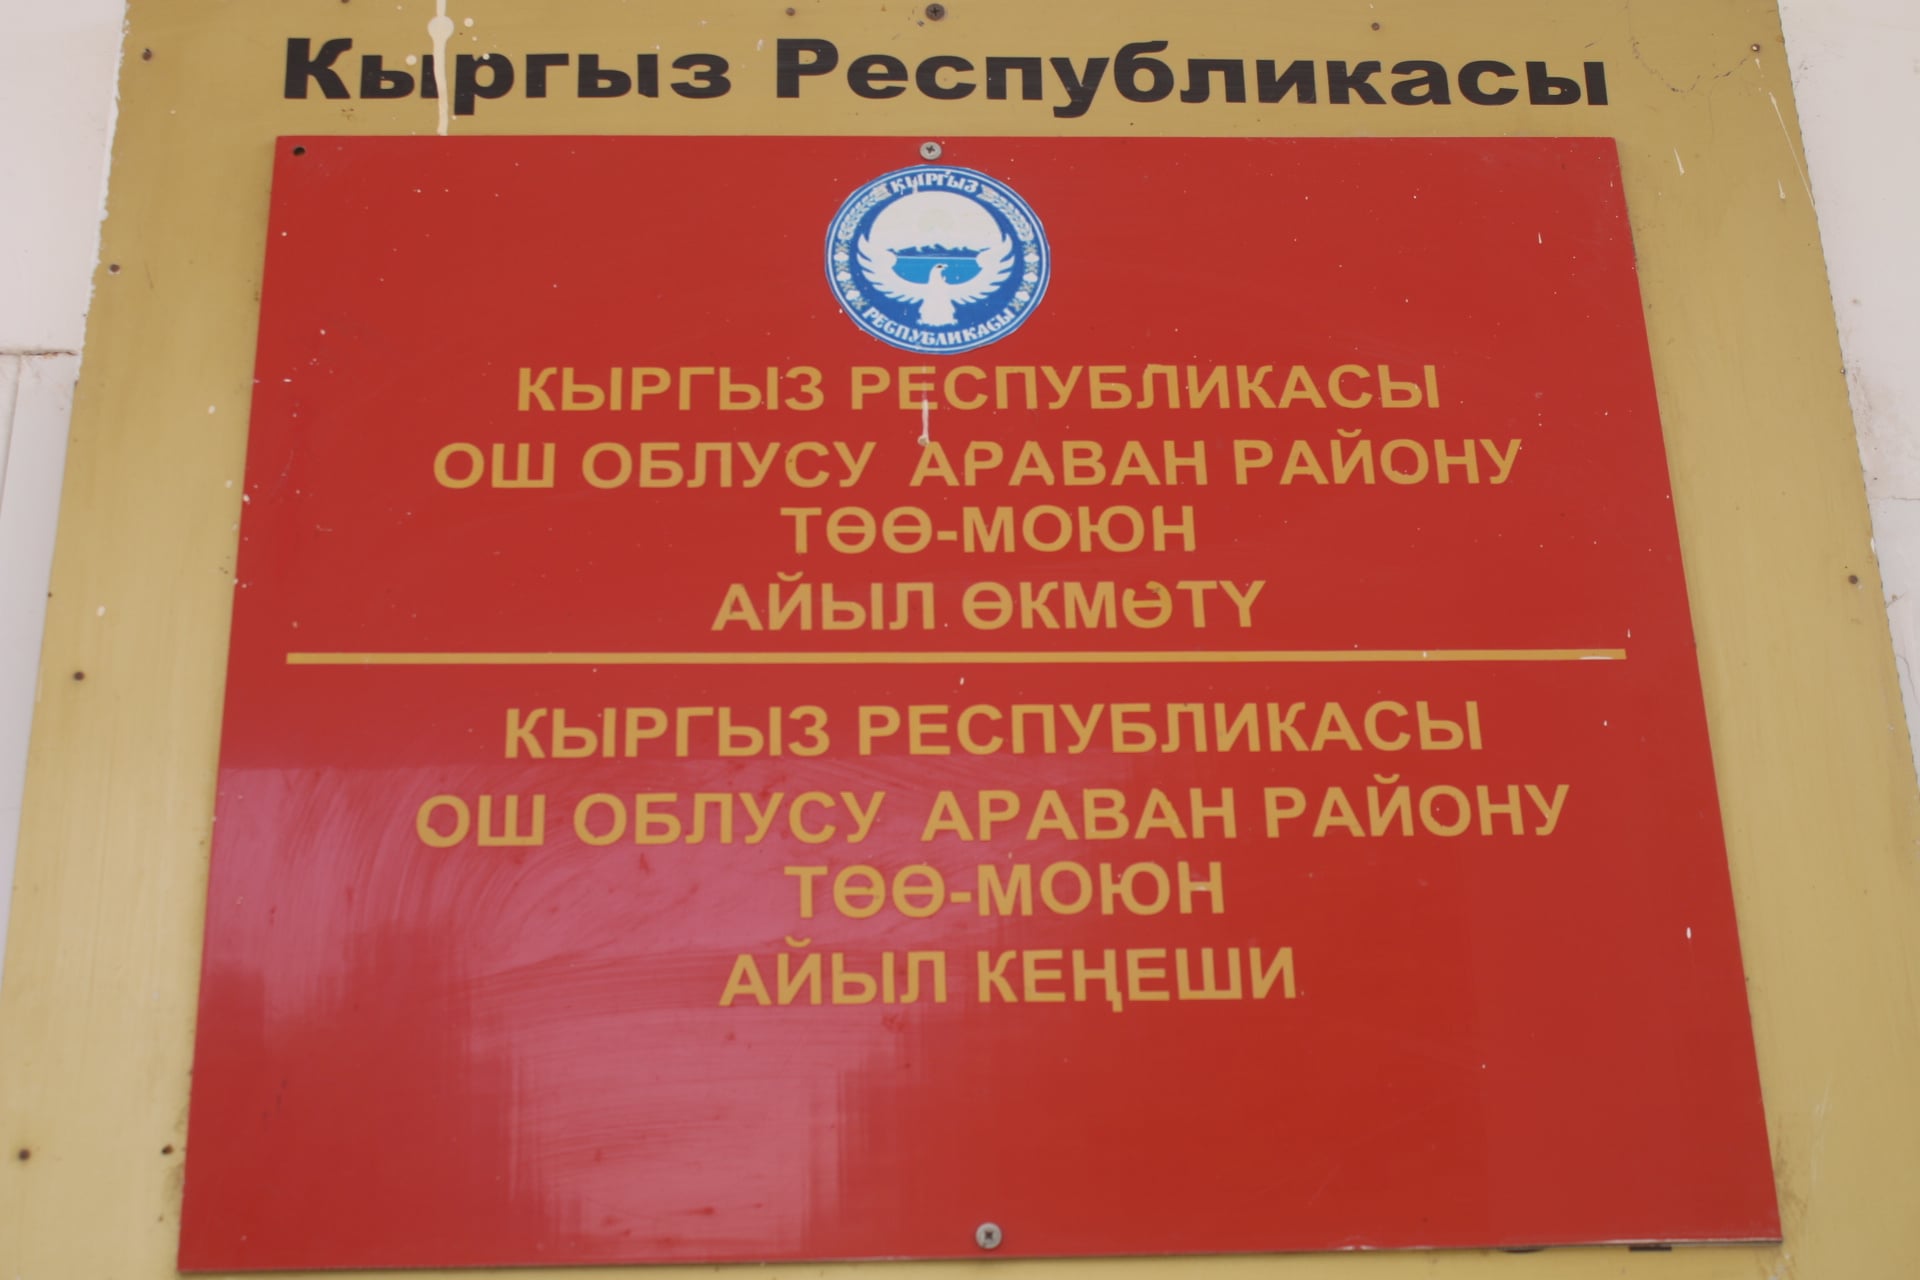 Кыргыз Республикасы
КЫРГЫЗ
РЕСПУБЛИКАСЫ
КЫРГЫЗ РЕСПУБЛИКАСЫ
ОШ ОБЛУСУ АРАВАН РАЙОНУ
ТӨӨ-МОЮН
АЙЫЛ ӨКМӨТҮ
КЫРГЫЗ РЕСПУБЛИКАСЫ
ОШ ОБЛУСУ АРАВАН РАЙОНУ
ТӨӨ-МОЮН
АЙЫЛ КЕҢЕШИ